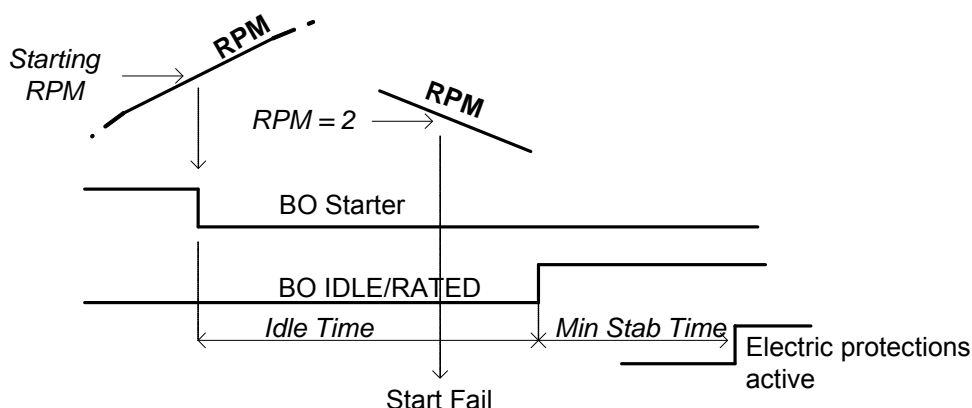 RPM
Starting
RPM
RPM
RPM = 2
BO Starter
BO IDLE/RATED
Idle Time
Min Stab Time
Electric protections
active
Start Fail